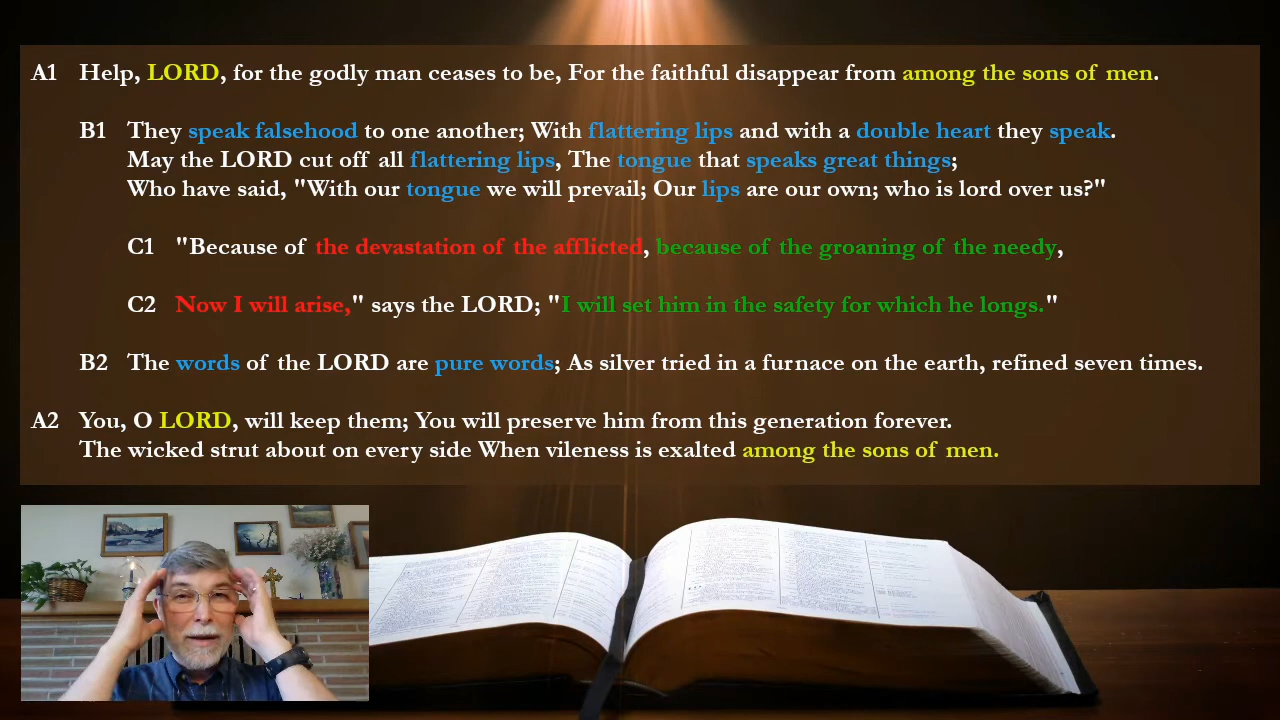 A1 Help, LORD, for the godly man ceases to be, For the faithful disappear from among the sons of men.
B1 They speak falsehood to one another; With flattering lips and with a double heart they speak.
May the LORD cut off all flattering lips, The tongue that speaks great things;
Who have said, "With our tongue we will prevail; Our lips are our own; who is lord over us?"
C1 "Because of the devastation of the afflicted, because of the groaning of the needy,
C2 Now I will arise," says the LORD; "I will set him in the safety for which he longs."
B2 The words of the LORD are pure words; As silver tried in a furnace on the earth, refined seven times.
A2 You, O LORD, will keep them; You will preserve him from this generation forever.
The wicked strut about on every side When vileness is exalted among the sons of men.